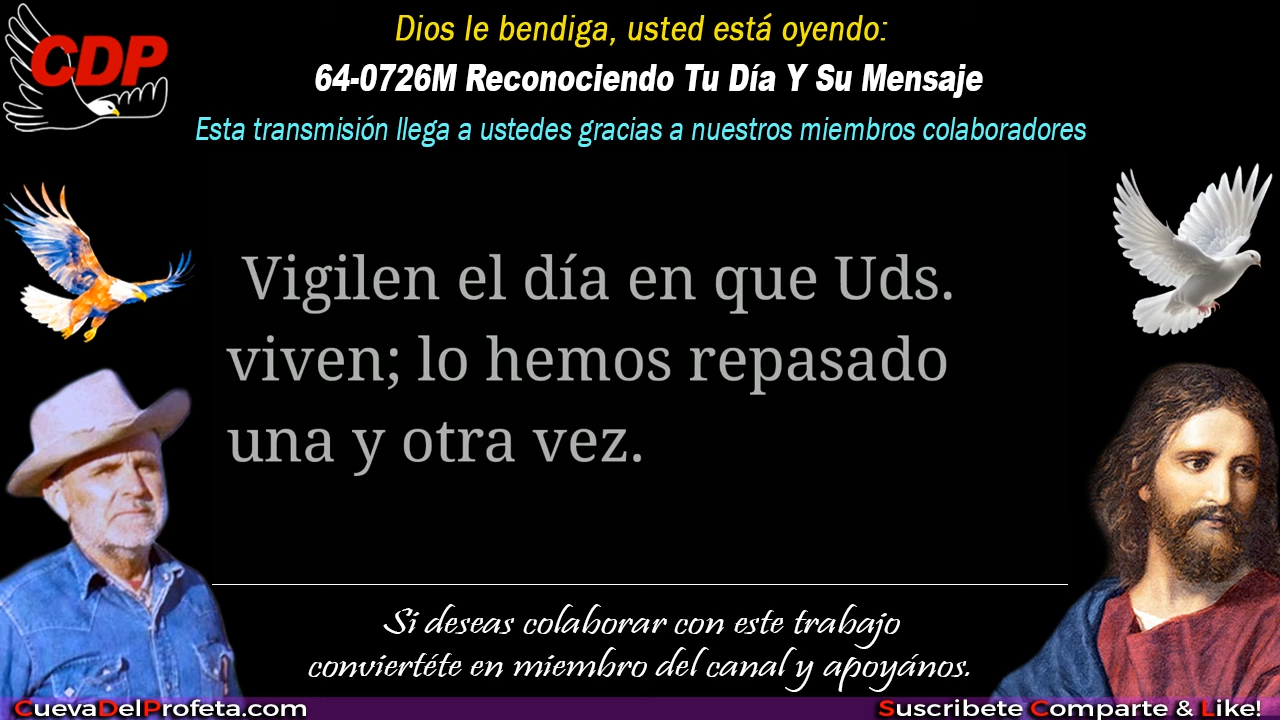 CDP
Dios le bendiga, usted está oyendo:
64-0726M Reconociendo Tu Día Y Su Mensaje
Esta transmisión llega a ustedes gracias a nuestros miembros colaboradores
Vigilen el día en que Uds.
viven; lo hemos repasado
una y otra vez.
Si deseas colaborar con este trabajo
conviertéte en miembro del canal y apoyános.
CuevaDelProfeta.com
Suscribete Comparte & Like!